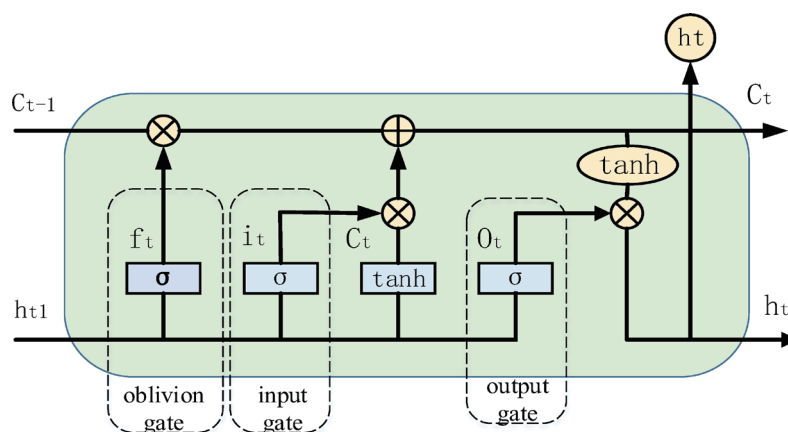 ht
Ct-1
Ct
tanh
ft
it
Ct
Ot
σ
σ
tanh
σ
ht1
ht
oblivion
gate
input
gate
output
gate